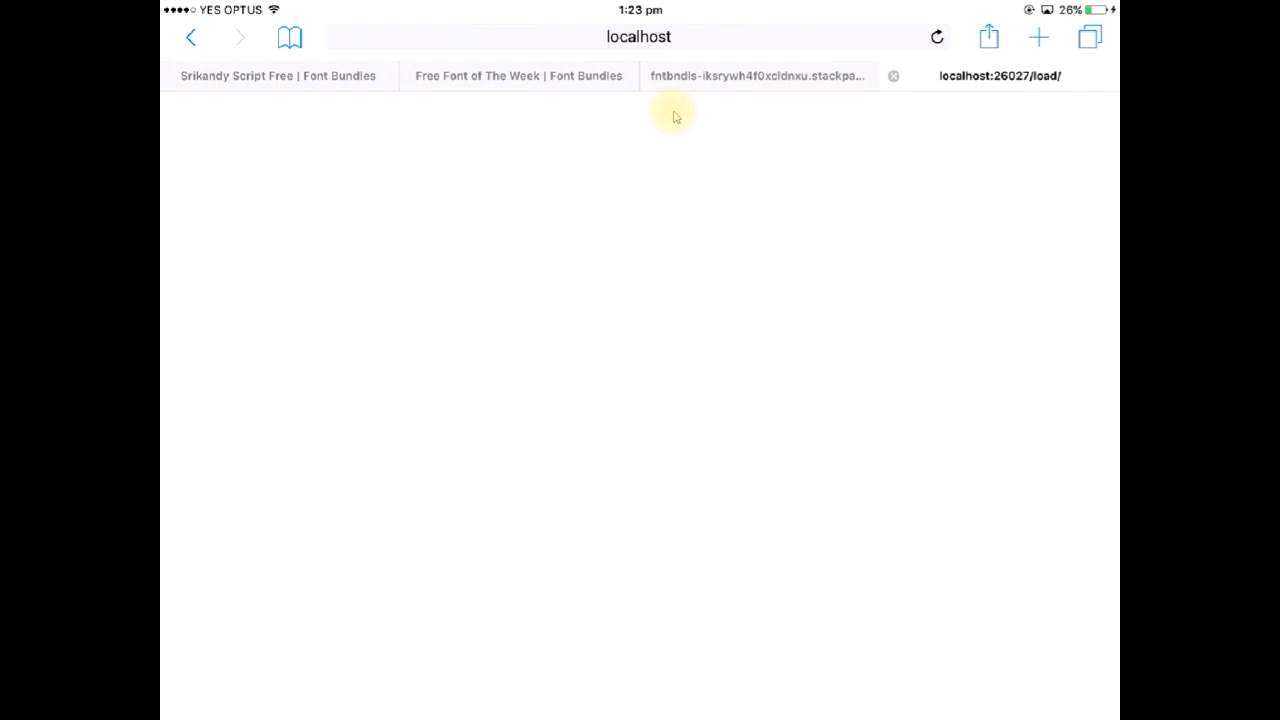 YES OPTUS
1:23 pm
26%
localhost
Srikandy Script Free | Font Bundles
Free Font of The Week | Font Bundles
fntbndls-iksrywh4f0xcldnxu.stackpa...
localhost:26027/load/